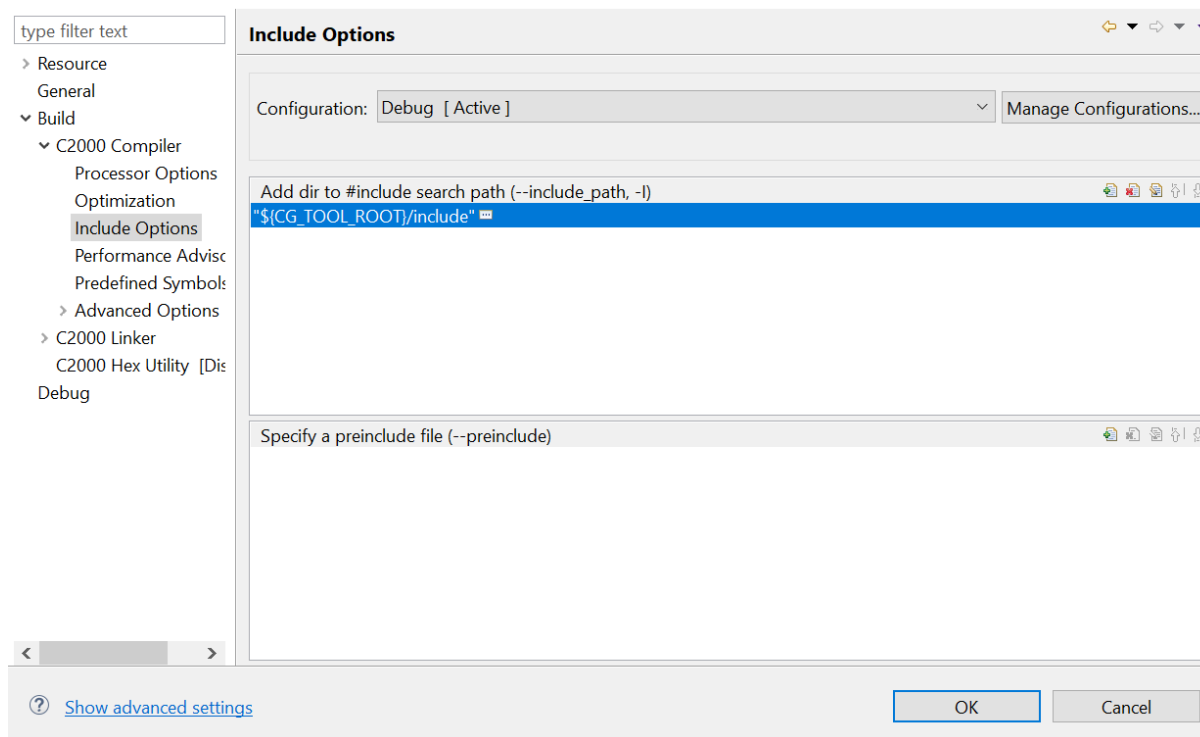 type filter text
Resource
General
Build
C2000 Compiler
Processor Options
Optimization
Include Options
Performance Advisc
Predefined Symbols
Advanced Options
C2000 Linker
C2000 Hex Utility [Dis
Debug
Include Options
Configuration: Debug [ Active ] Manage Configurations...
Add dir to #include search path (--include_path, -I)
"${CG_TOOL_ROOT}/include"
Specify a preinclude file (--preinclude)
Show advanced settings
OK Cancel